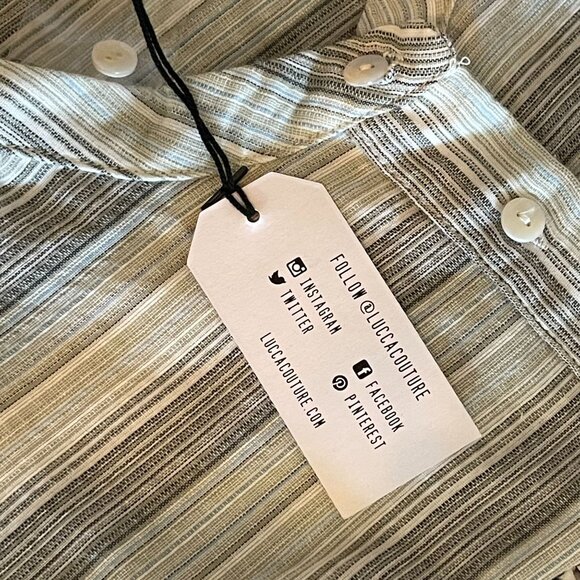 FOLLOW @LUCCACOUTURE
INSTAGRAM FACEBOOK
TWITTER PINTEREST
LUCCACOUTURE.COM